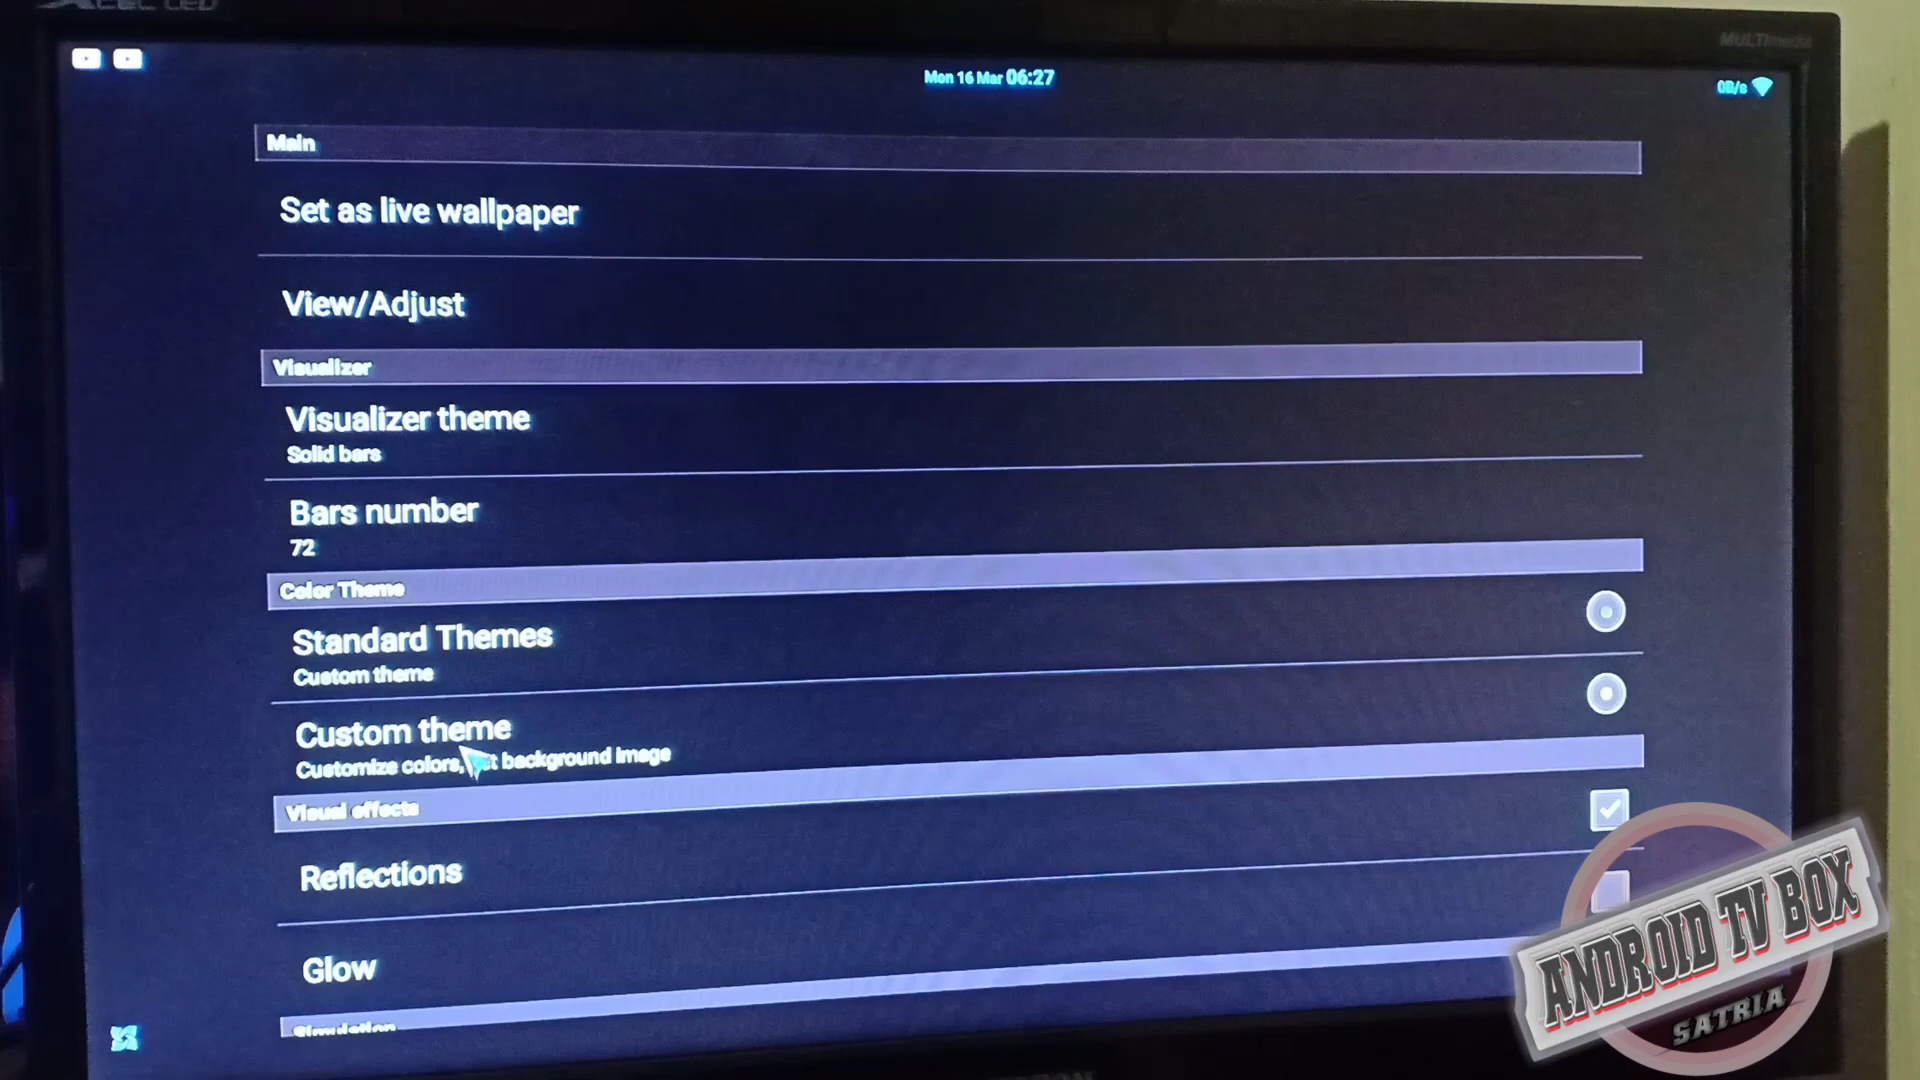 Mon 16 Mar 06:27
0B/s
MULTImedia
Main
Set as live wallpaper
View/Adjust
Visualizer
Visualizer theme
Solid bars
Bars number
72
Color Theme
Standard Themes
Custom theme
Custom theme
Customize colors, background image
Visual effects
Reflections
Glow
Simulation
ANDROID TV BOX
SATRIA